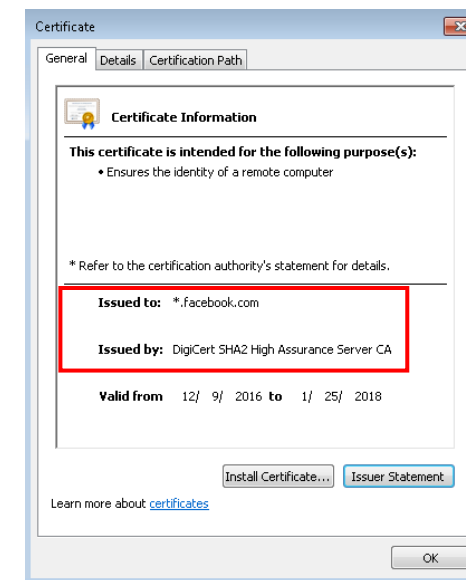 Certificate
General Details Certification Path
Certificate Information
This certificate is intended for the following purpose(s):
• Ensures the identity of a remote computer
* Refer to the certification authority's statement for details.
Issued to: *.facebook.com
Issued by: DigiCert SHA2 High Assurance Server CA
Valid from 12/ 9/ 2016 to 1/ 25/ 2018
Install Certificate... Issuer Statement
Learn more about certificates
OK